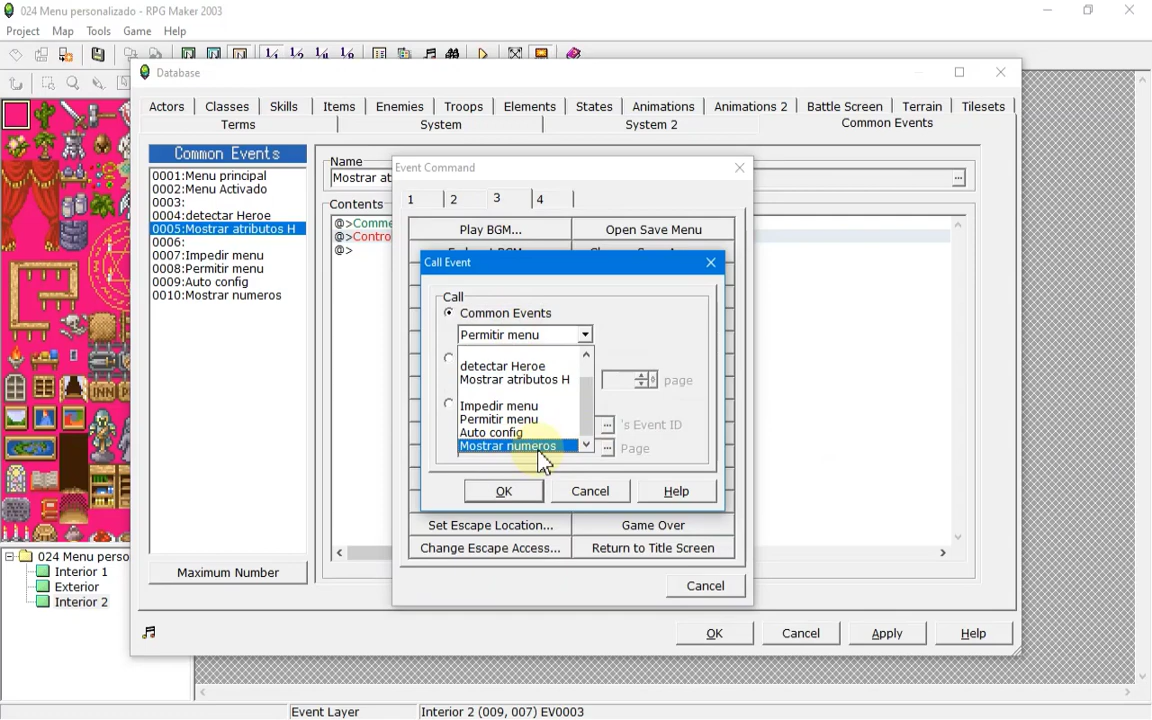 024 Menu personalizado - RPG Maker 2003
Project Map Tools Game Help
Database
Actors Classes Skills Items Enemies Troops Elements States Animations Animations 2 Battle Screen Terrain Tilesets
Terms System System 2 Common Events
Common Events
0001:Menu principal
0002:Menu Activado
0003:
0004:detectar Heroe
0005:Mostrar atributos H
0006:
0007:Impedir menu
0008:Permitir menu
0009:Auto config
0010:Mostrar numeros
Maximum Number
Name
Mostrar at
...
Contents
@>Comme
@>Contro
@>
Event Command
1 2 3 4
Play BGM... Open Save Menu
Call Event
Call
Common Events
Permitir menu
detectar Heroe
Mostrar atributos H
Impedir menu
Permitir menu
Auto config
Mostrar numeros
page
... 's Event ID
... Page
OK Cancel Help
Set Escape Location... Game Over
Change Escape Access... Return to Title Screen
Cancel
OK Cancel Apply Help
024 Menu perso
Interior 1
Exterior
Interior 2
Event Layer Interior 2 (009, 007) EV0003